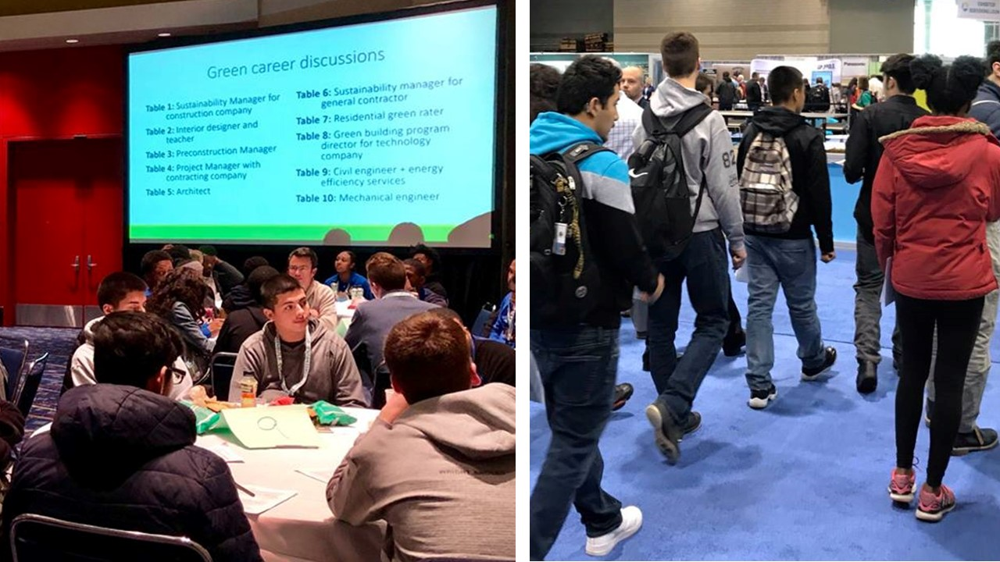 Green career discussions
Table 1: Sustainability Manager for
construction company
Table 2: Interior designer and
teacher
Table 3: Preconstruction Manager
Table 4: Project Manager with
contracting company
Table 5: Architect
Table 6: Sustainability manager for
general contractor
Table 7: Residential green rater
Table 8: Green building program
director for technology
company
Table 9: Civil engineer + energy
efficiency services
Table 10: Mechanical engineer
Panasonic
82